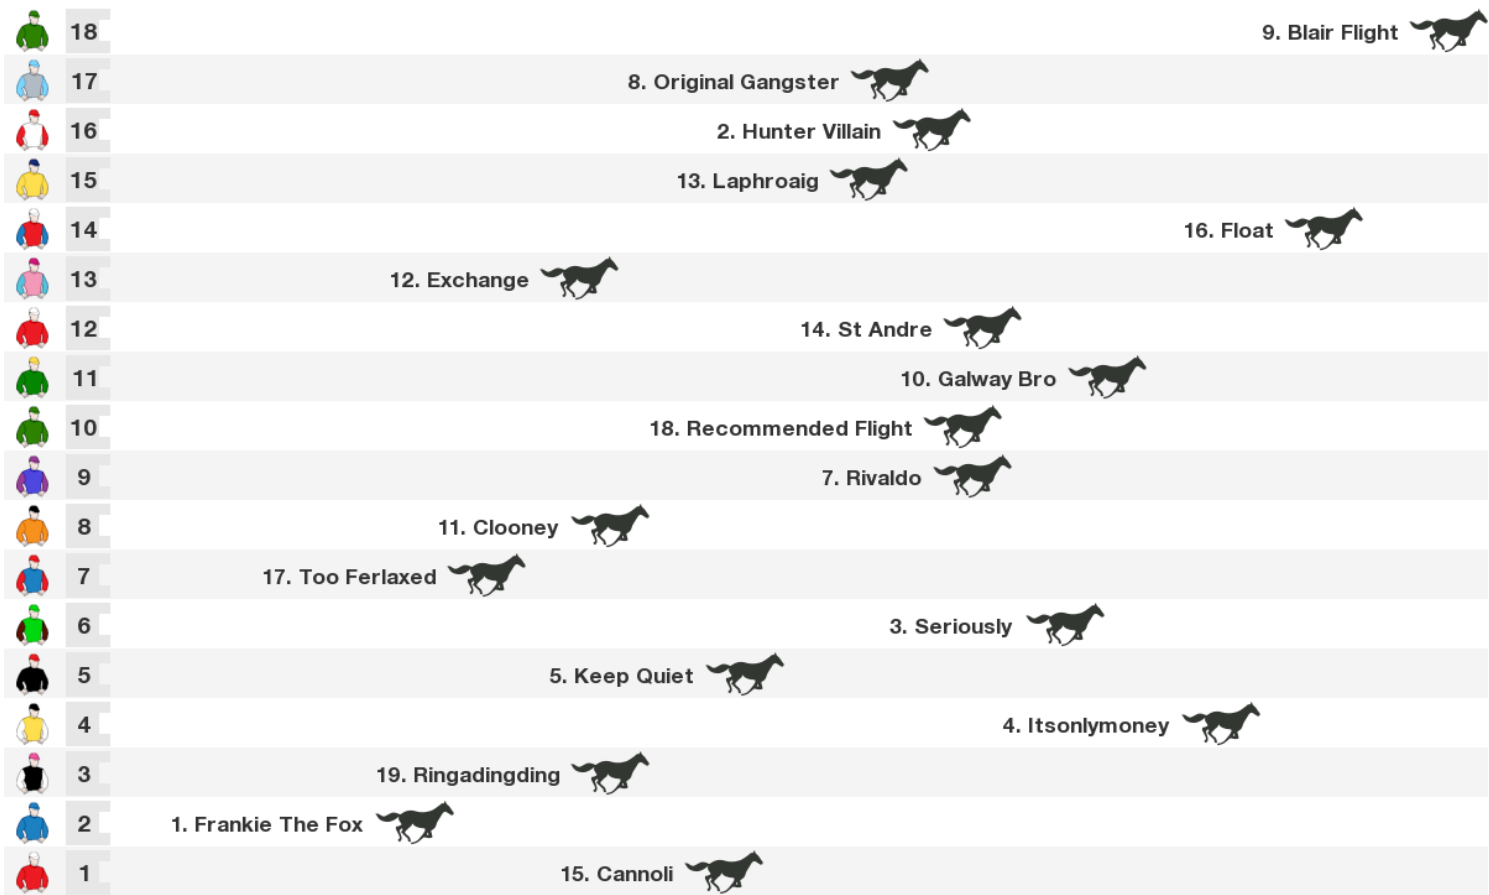 18 9. Blair Flight
17 8. Original Gangster
16 2. Hunter Villain
15 13. Laphroaig
14 16. Float
13 12. Exchange
12 14. St Andre
11 10. Galway Bro
10 18. Recommended Flight
9 7. Rivaldo
8 11. Clooney
7 17. Too Ferlaxed
6 3. Seriously
5 5. Keep Quiet
4 4. Itsonlymoney
3 19. Ringadingding
2 1. Frankie The Fox
1 15. Cannoli